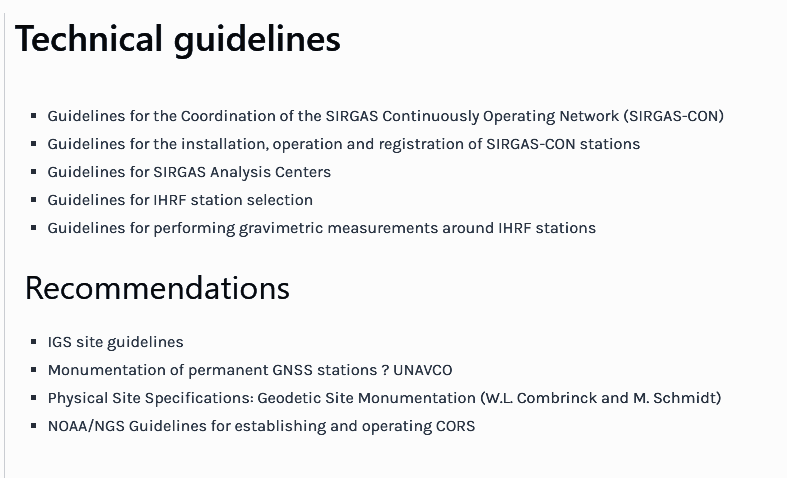 Technical guidelines
▪ Guidelines for the Coordination of the SIRGAS Continuously Operating Network (SIRGAS-CON)
▪ Guidelines for the installation, operation and registration of SIRGAS-CON stations
▪ Guidelines for SIRGAS Analysis Centers
▪ Guidelines for IHRF station selection
▪ Guidelines for performing gravimetric measurements around IHRF stations
Recommendations
▪ IGS site guidelines
▪ Monumentation of permanent GNSS stations ? UNAVCO
▪ Physical Site Specifications: Geodetic Site Monumentation (W.L. Combrinck and M. Schmidt)
▪ NOAA/NGS Guidelines for establishing and operating CORS